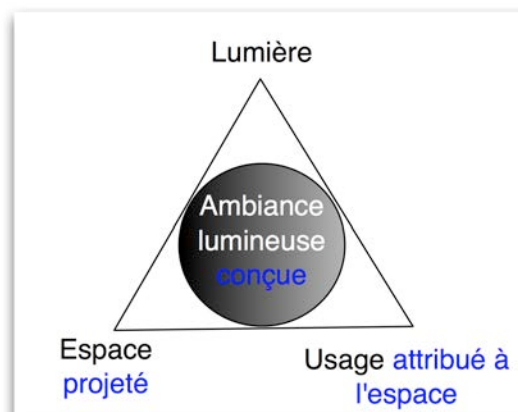 Lumière
Ambiance
lumineuse
conçue
Espace
projeté
Usage attribué à
l'espace